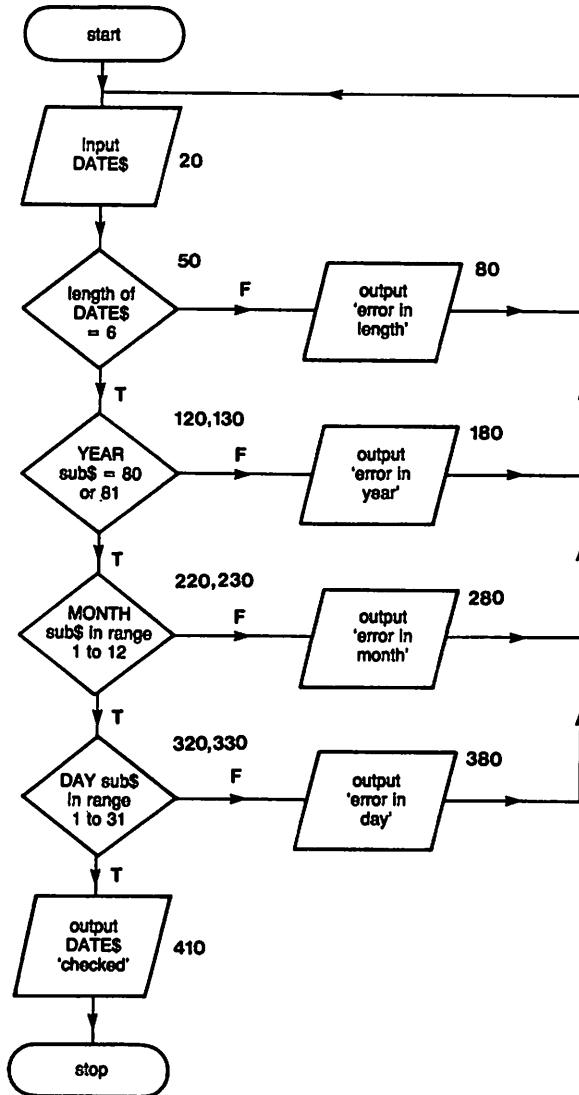 start
Input
DATE$
20
50
length of
DATE$
= 6
F
80
output
'error in
length'
T
120,130
YEAR
sub$ = 80
or 81
F
180
output
'error in
year'
T
220,230
MONTH
sub$ in range
1 to 12
F
280
output
'error in
month'
T
320,330
DAY sub$
in range
1 to 31
F
380
output
'error in
day'
T
output
DATE$
'checked'
410
stop